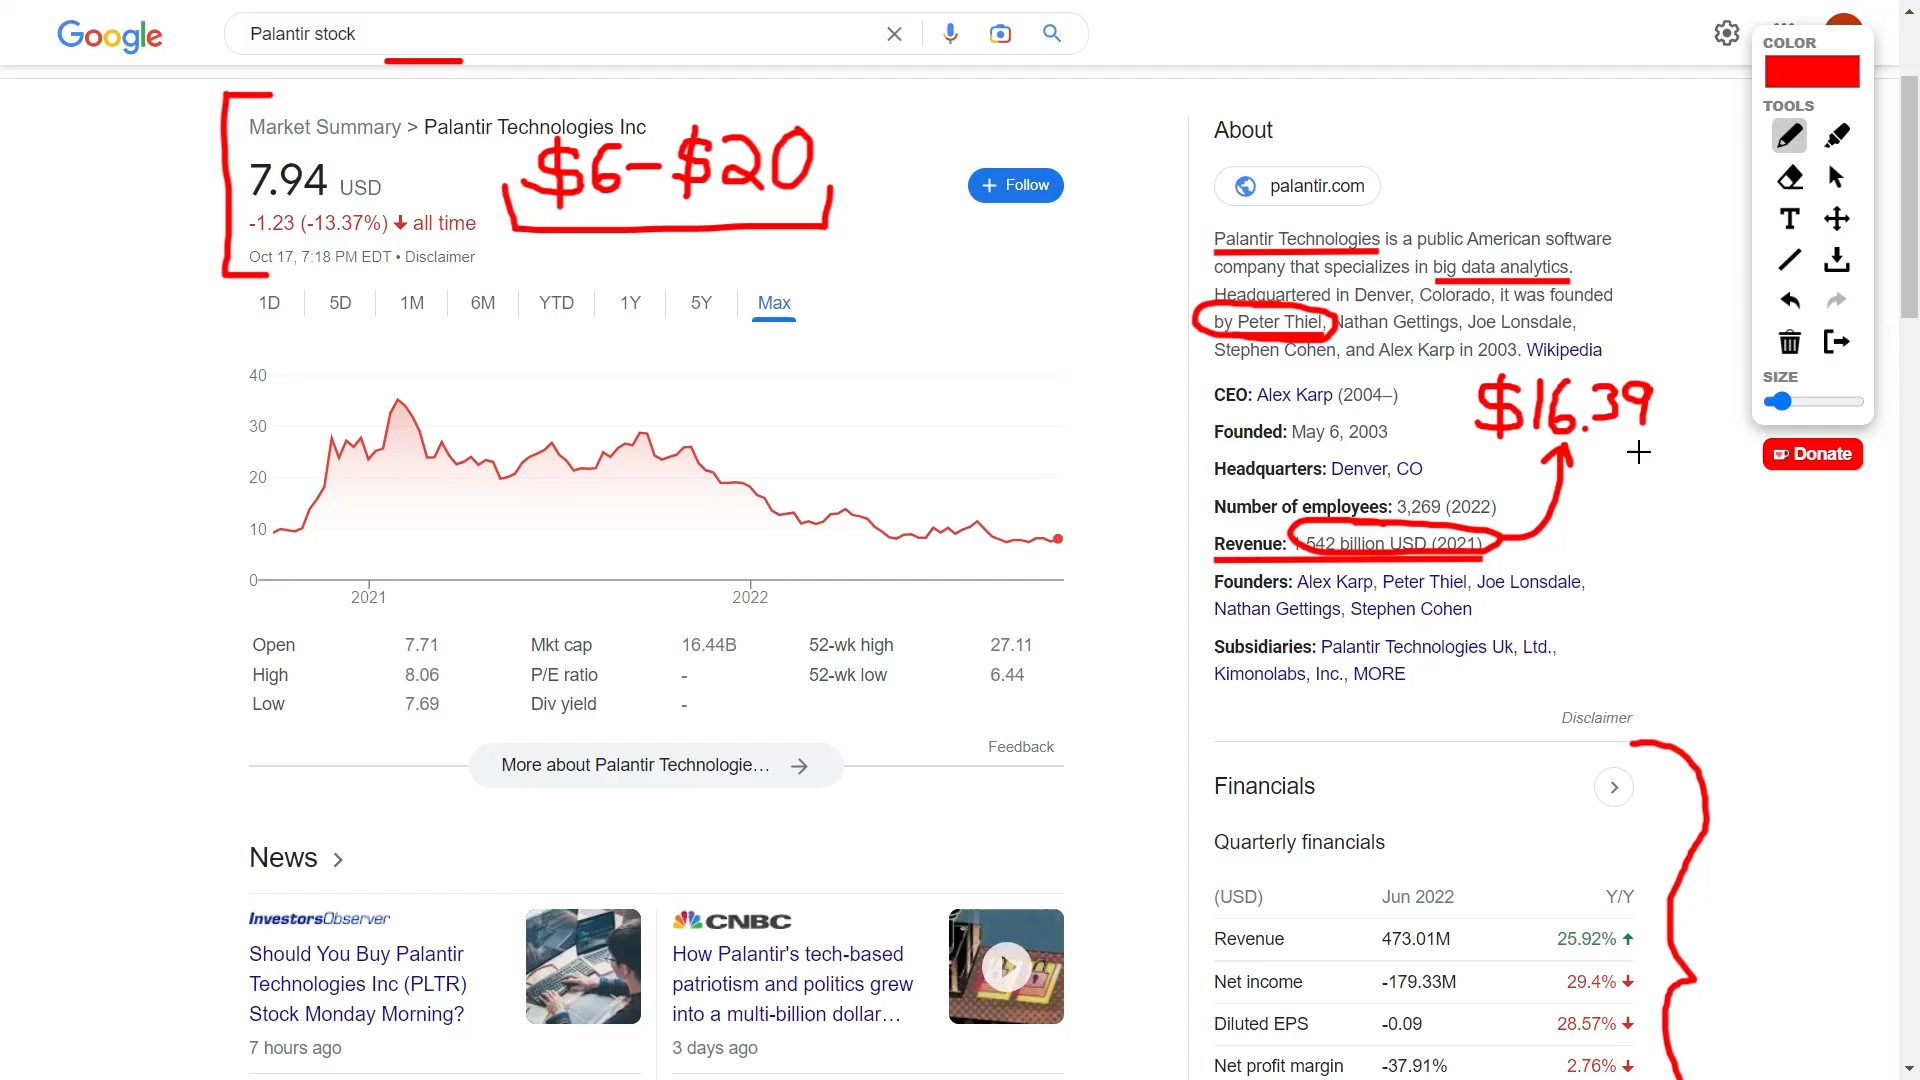 Google
Palantir stock
COLOR
TOOLS
SIZE
Donate
Market Summary > Palantir Technologies Inc
7.94 USD
$6-$20
+ Follow
-1.23 (-13.37%) all time
Oct 17, 7:18 PM EDT • Disclaimer
1D 5D 1M 6M YTD 1Y 5Y Max
40
30
20
10
0
2021 2022
Open 7.71 Mkt cap 16.44B 52-wk high 27.11
High 8.06 P/E ratio - 52-wk low 6.44
Low 7.69 Div yield -
Feedback
More about Palantir Technologie...
News
InvestorsObserver
Should You Buy Palantir
Technologies Inc (PLTR)
Stock Monday Morning?
7 hours ago
CNBC
How Palantir's tech-based
patriotism and politics grew
into a multi-billion dollar...
3 days ago
About
palantir.com
Palantir Technologies is a public American software
company that specializes in big data analytics.
Headquartered in Denver, Colorado, it was founded
by Peter Thiel, Nathan Gettings, Joe Lonsdale,
Stephen Cohen, and Alex Karp in 2003. Wikipedia
CEO: Alex Karp (2004–)
$16.39
Founded: May 6, 2003
Headquarters: Denver, CO
Number of employees: 3,269 (2022)
Revenue: 1.542 billion USD (2021)
Founders: Alex Karp, Peter Thiel, Joe Lonsdale,
Nathan Gettings, Stephen Cohen
Subsidiaries: Palantir Technologies Uk, Ltd.,
Kimonolabs, Inc., MORE
Disclaimer
Financials
Quarterly financials
(USD) Jun 2022 Y/Y
Revenue 473.01M 25.92%
Net income -179.33M 29.4%
Diluted EPS -0.09 28.57%
Net profit margin -37.91% 2.76%